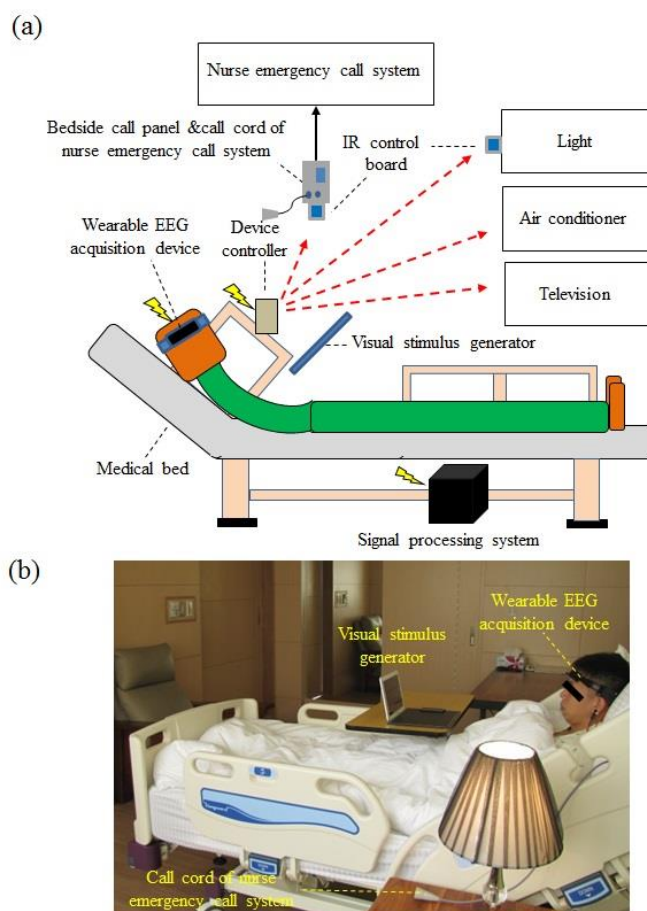 (a)
Nurse emergency call system
Bedside call panel &call cord of
nurse emergency call system
IR control
board
Light
Wearable EEG
acquisition device
Device
controller
Air conditioner
Television
Visual stimulus generator
Medical bed
Signal processing system
(b)
Wearable EEG
acquisition device
Visual stimulus
generator
Call cord of nurse
emergency call system